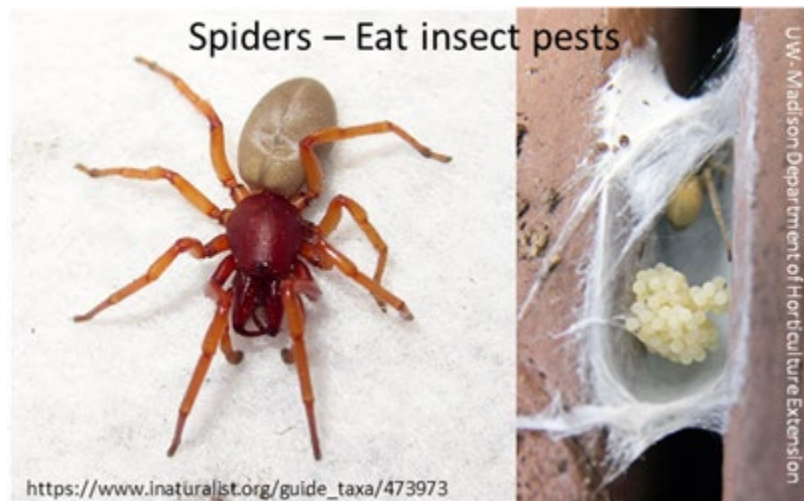 Spiders – Eat insect pests
UW- Madison Department of Horticulture Extension
https://www.inaturalist.org/guide_taxa/473973